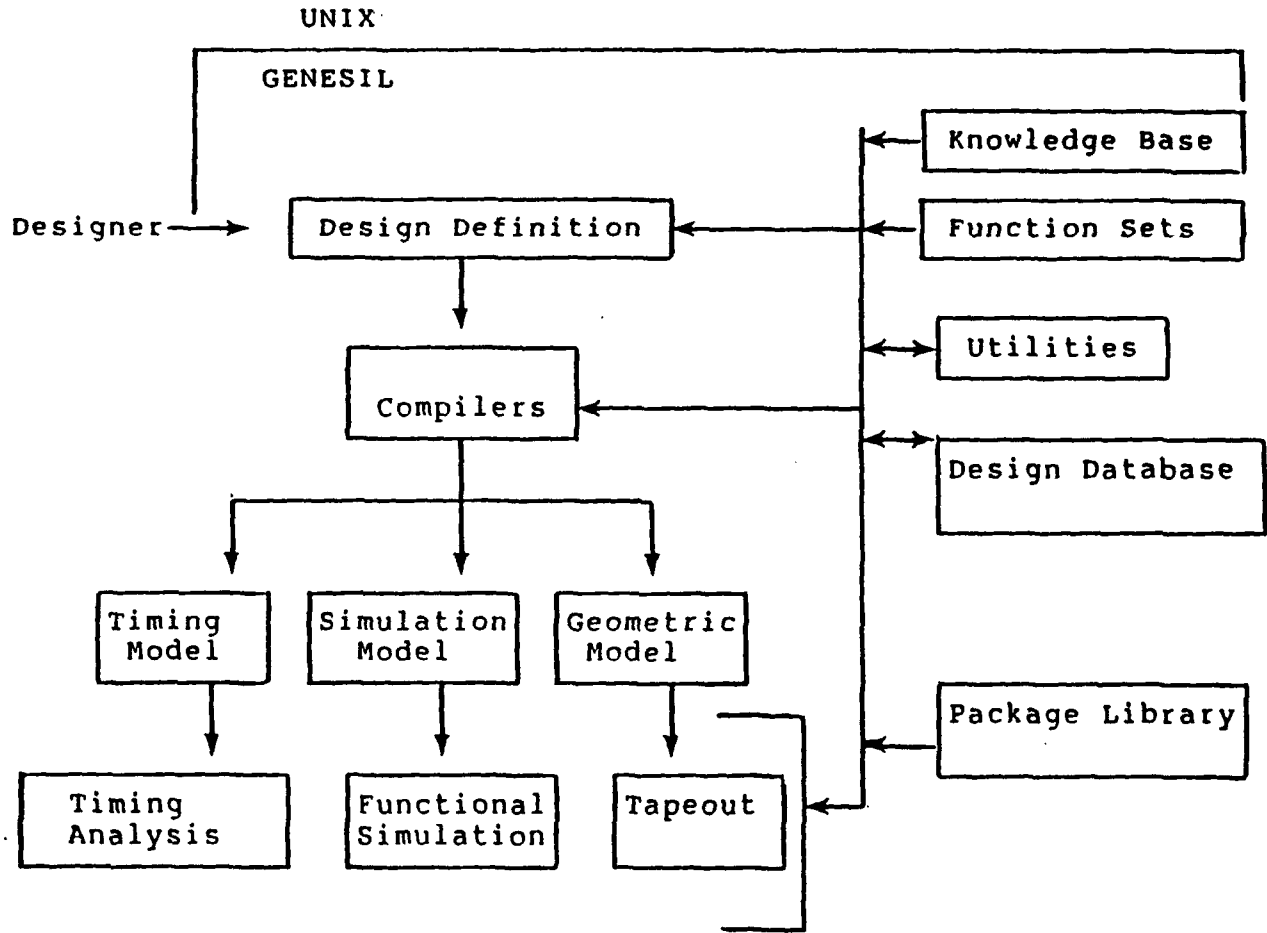 UNIX
GENESIL
Knowledge Base
Designer
Design Definition
Function Sets
Utilities
Compilers
Design Database
Timing
Model
Simulation
Model
Geometric
Model
Package Library
Timing
Analysis
Functional
Simulation
Tapeout